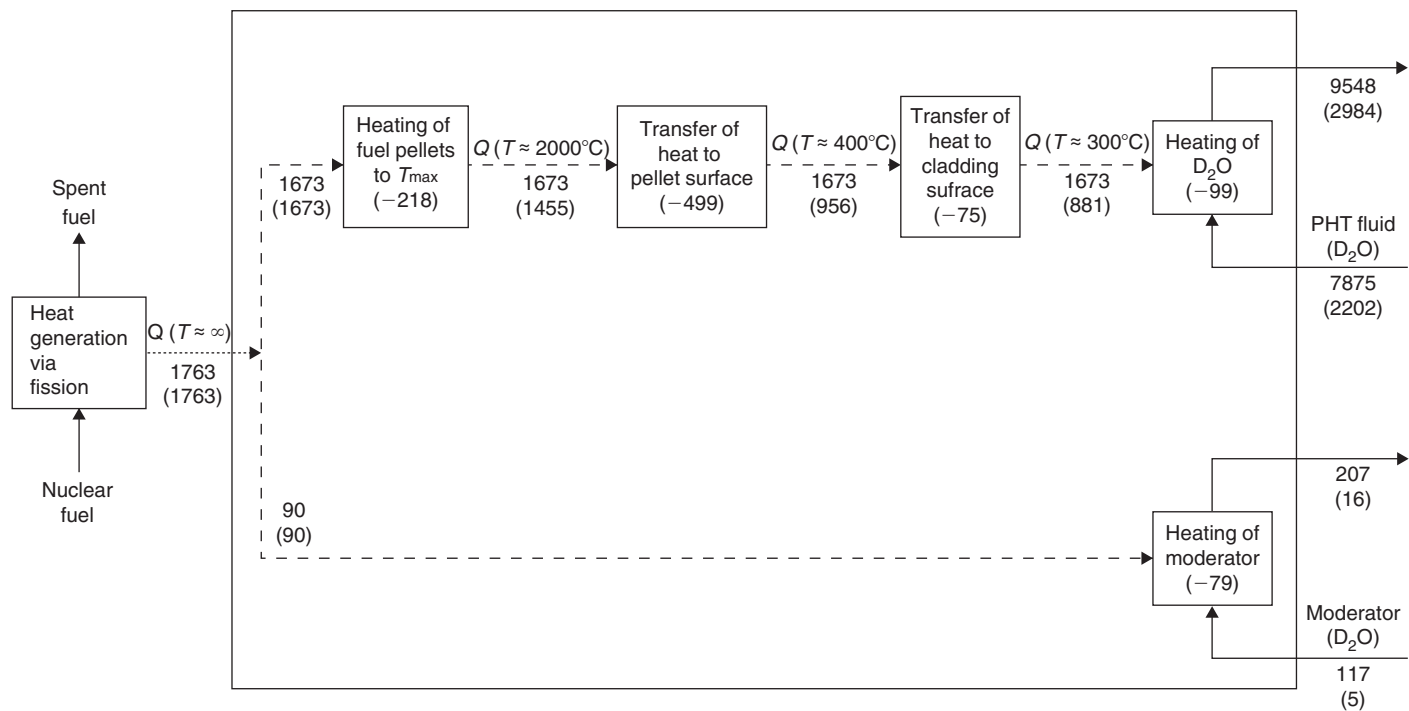 Spent
fuel
Heat
generation
via
fission
Nuclear
fuel
Q (T ≈ ∞)
1763
(1763)
1673
(1673)
Heating of
fuel pellets
to Tmax
(−218)
Q (T ≈ 2000°C)
1673
(1455)
Transfer of
heat to
pellet surface
(−499)
Q (T ≈ 400°C)
1673
(956)
Transfer of
heat to
cladding
sufrace
(−75)
Q (T ≈ 300°C)
1673
(881)
Heating of
D₂O
(−99)
9548
(2984)
PHT fluid
(D₂O)
7875
(2202)
90
(90)
Heating of
moderator
(−79)
207
(16)
Moderator
(D₂O)
117
(5)